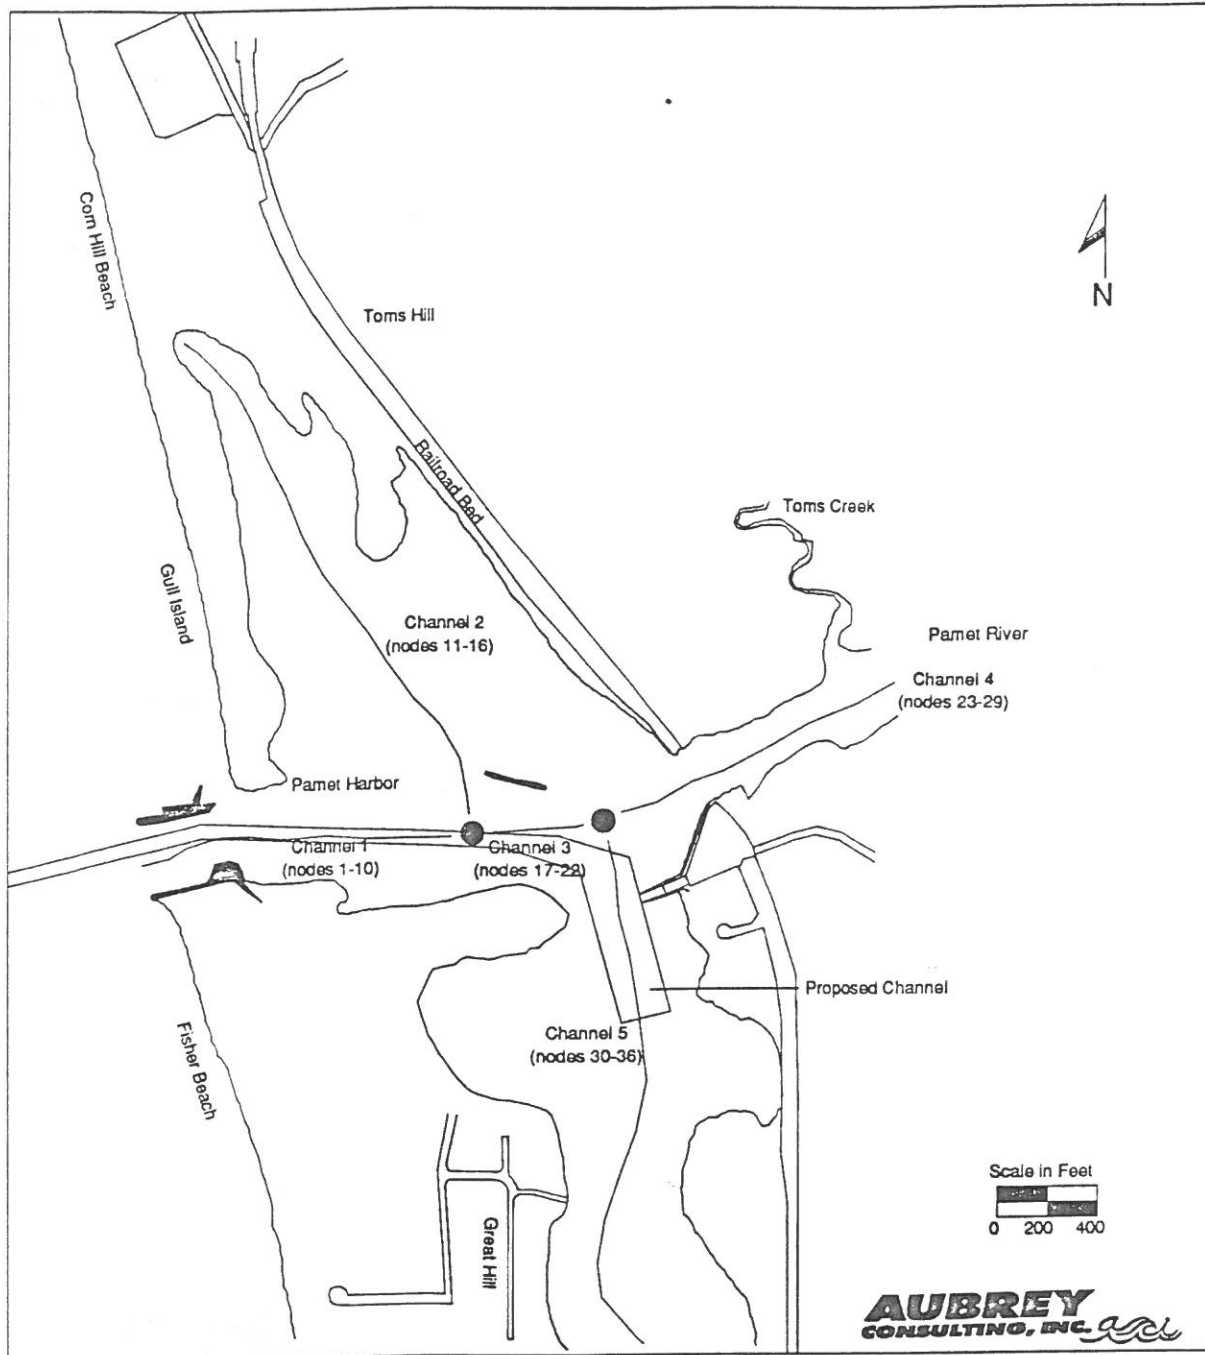 Corn Hill Beach
N
Toms Hill
Railroad Bed
Toms Creek
Gull Island
Channel 2
(nodes 11-16)
Pamet River
Channel 4
(nodes 23-29)
Pamet Harbor
Channel 1
(nodes 1-10)
Channel 3
(nodes 17-22)
Proposed Channel
Fisher Beach
Channel 5
(nodes 30-36)
Great Hill
Scale in Feet
0 200 400
AUBREY
CONSULTING, INC. aci